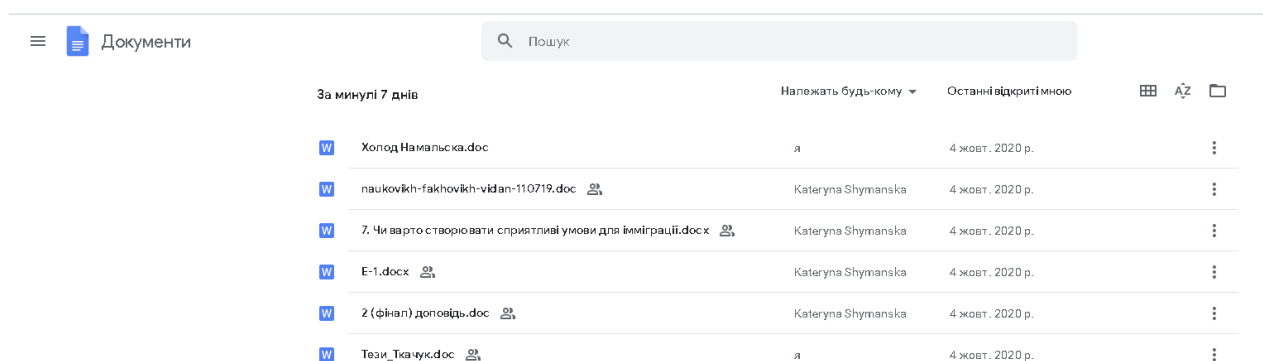 Документи
Пошук
За минулі 7 днів
Належать будь-кому
Останні відкриті мною
Холод Намальска.doc я 4 жовт. 2020 р.
naukovikh-fakhovikh-vidan-110719.doc Kateryna Shymanska 4 жовт. 2020 р.
7. Чи варто створювати сприятливі умови для імміграції.docx Kateryna Shymanska 4 жовт. 2020 р.
E-1.docx Kateryna Shymanska 4 жовт. 2020 р.
2 (фінал) доповідь.doc Kateryna Shymanska 4 жовт. 2020 р.
Тези_Ткачук.doc я 4 жовт. 2020 р.